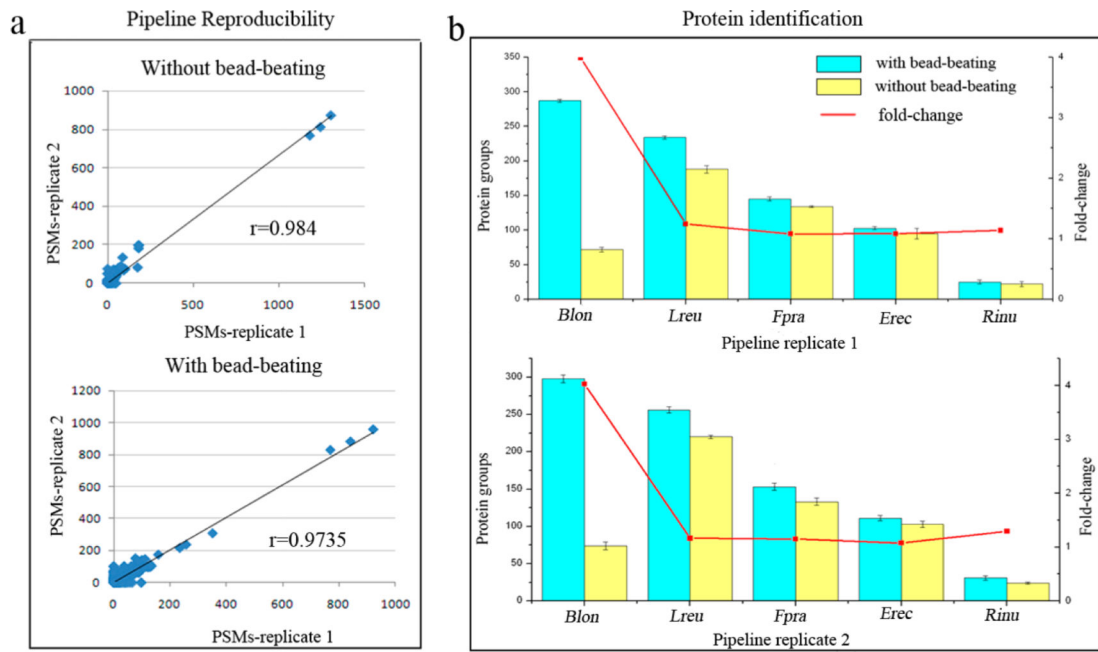 a
Pipeline Reproducibility
Without bead-beating
1000
800
600
400
200
0
PSMs-replicate 2
r=0.984
0 500 1000 1500
PSMs-replicate 1
With bead-beating
1200
1000
800
600
400
200
0
PSMs-replicate 2
r=0.9735
0 200 400 600 800 1000
PSMs-replicate 1
b
Protein identification
350
300
250
200
150
100
50
0
Protein groups
with bead-beating
without bead-beating
fold-change
4
3
2
1
0
Fold-change
Blon Lreu Fpra Erec Rinu
Pipeline replicate 1
300
250
200
150
100
50
0
Protein groups
4
3
2
1
0
Fold-change
Blon Lreu Fpra Erec Rinu
Pipeline replicate 2